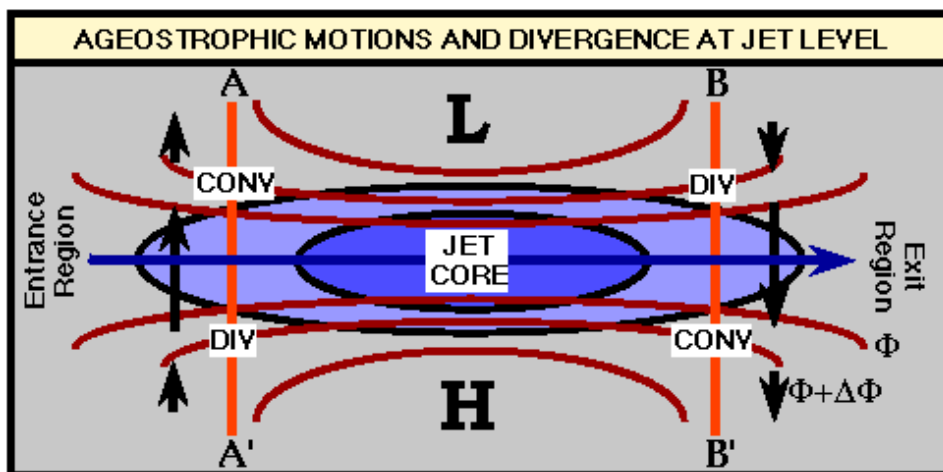 AGEOSTROPHIC MOTIONS AND DIVERGENCE AT JET LEVEL
A
B
L
CONV
DIV
Entrance
Region
JET
CORE
Exit
Region
DIV
CONV
Φ
H
Φ+ΔΦ
A'
B'